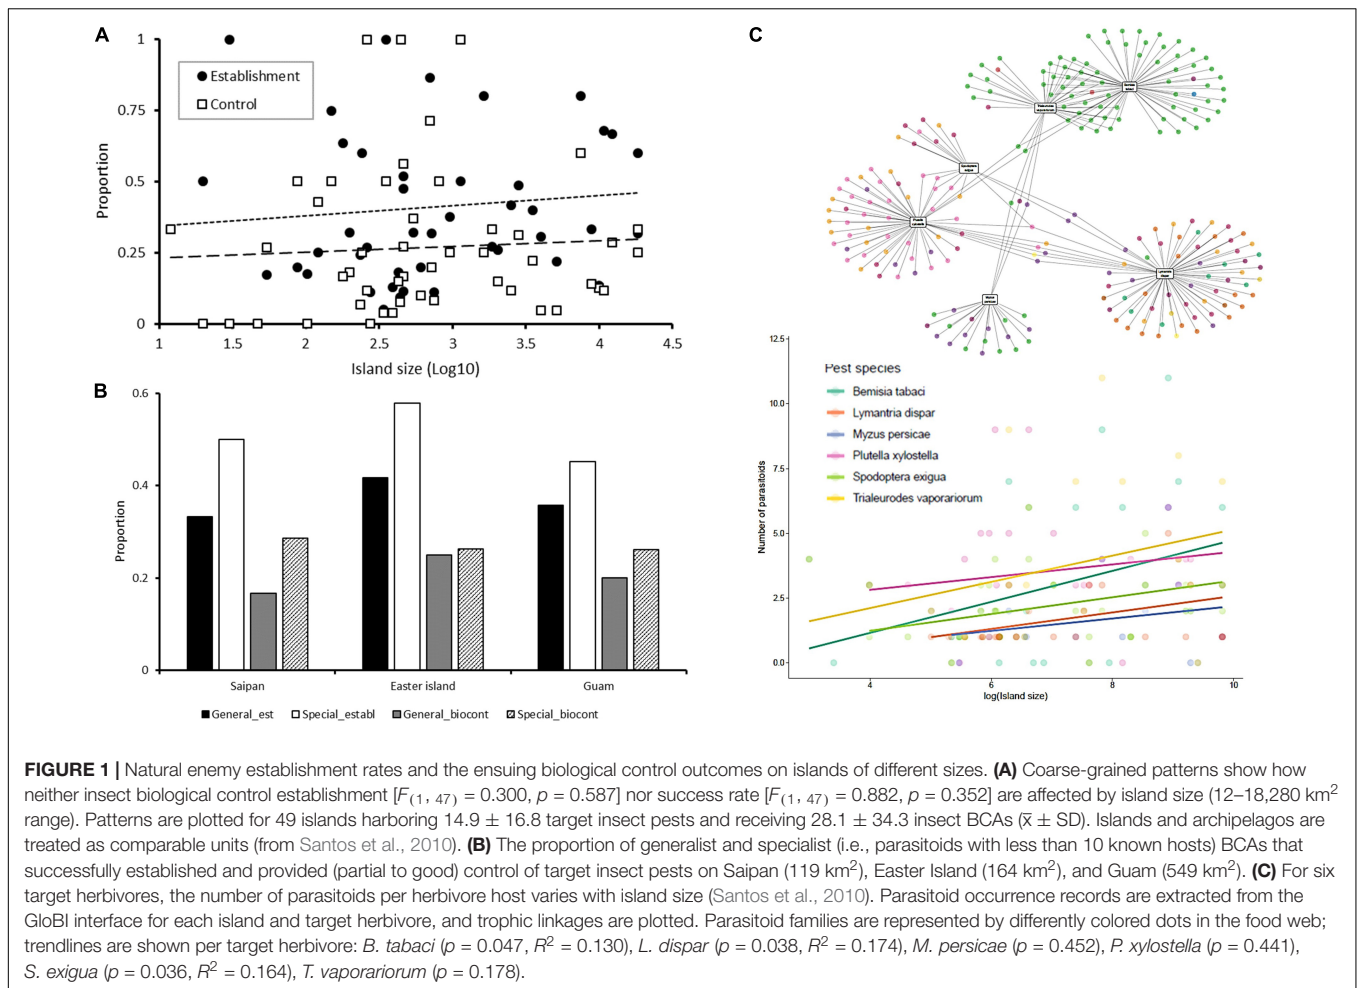 A
1
0.75
0.5
0.25
0
Proportion
Establishment
Control
1
1.5
2
2.5
3
3.5
4
4.5
Island size (Log10)
B
0.6
0.4
0.2
0
Proportion
Saipan
Easter island
Guam
General_est
Special_establ
General_biocont
Special_biocont
C
12.5
10.0
7.5
5.0
2.5
0.0
Number of parasitoids
Pest species
Bemisia tabaci
Lymantria dispar
Myzus persicae
Plutella xylostella
Spodoptera exigua
Trialeurodes vaporariorum
4
6
8
10
log(Island size)
FIGURE 1 | Natural enemy establishment rates and the ensuing biological control outcomes on islands of different sizes. (A) Coarse-grained patterns show how
neither insect biological control establishment [F(1, 47) = 0.300, p = 0.587] nor success rate [F(1, 47) = 0.882, p = 0.352] are affected by island size (12–18,280 km²
range). Patterns are plotted for 49 islands harboring 14.9 ± 16.8 target insect pests and receiving 28.1 ± 34.3 insect BCAs (x̅ ± SD). Islands and archipelagos are
treated as comparable units (from Santos et al., 2010). (B) The proportion of generalist and specialist (i.e., parasitoids with less than 10 known hosts) BCAs that
successfully established and provided (partial to good) control of target insect pests on Saipan (119 km²), Easter Island (164 km²), and Guam (549 km²). (C) For six
target herbivores, the number of parasitoids per herbivore host varies with island size (Santos et al., 2010). Parasitoid occurrence records are extracted from the
GloBI interface for each island and target herbivore, and trophic linkages are plotted. Parasitoid families are represented by differently colored dots in the food web;
trendlines are shown per target herbivore: B. tabaci (p = 0.047, R² = 0.130), L. dispar (p = 0.038, R² = 0.174), M. persicae (p = 0.452), P. xylostella (p = 0.441),
S. exigua (p = 0.036, R² = 0.164), T. vaporariorum (p = 0.178).